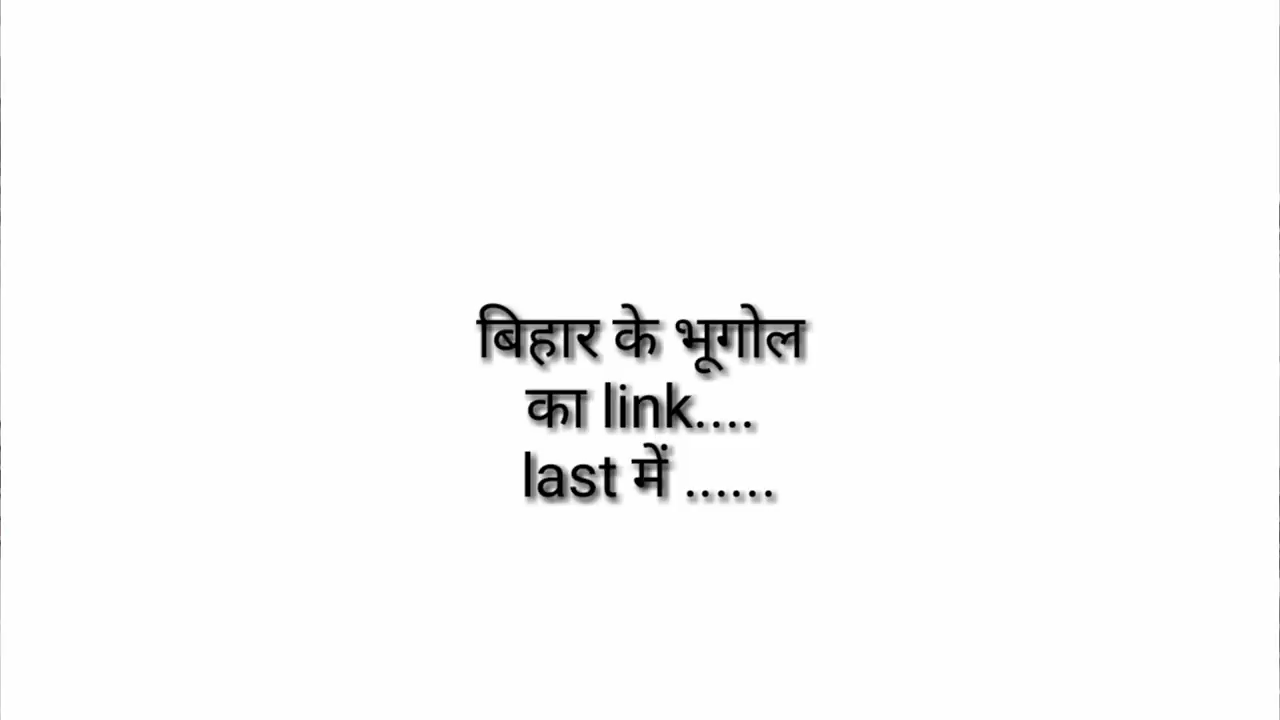 बिहार के भूगोल
का link....
last में ......